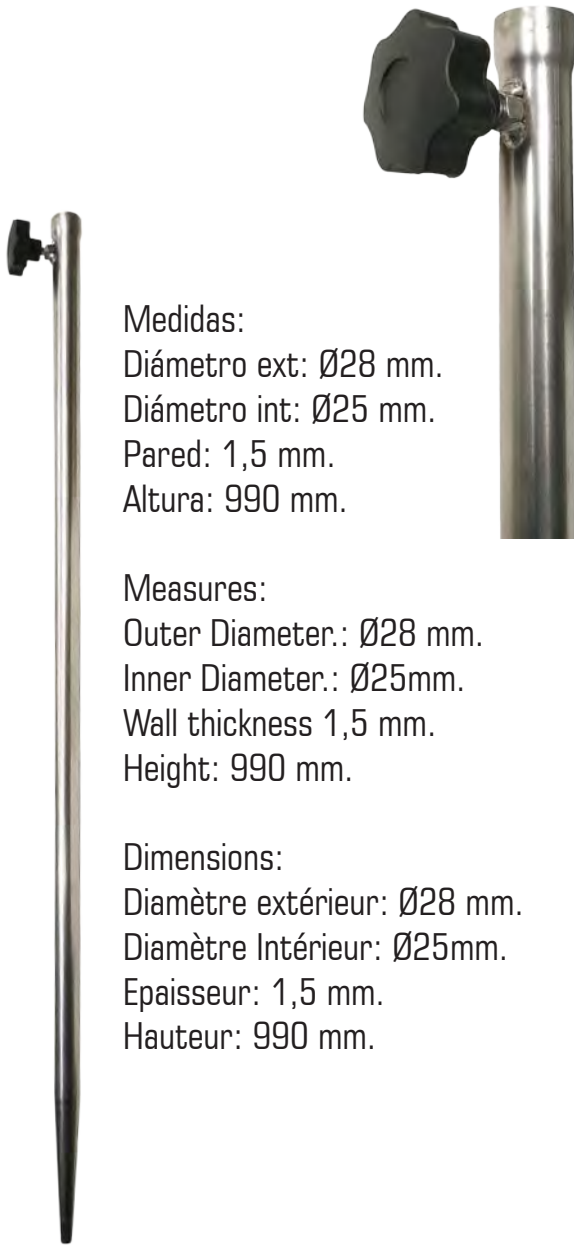 Medidas:
Diámetro ext: Ø28 mm.
Diámetro int: Ø25 mm.
Pared: 1,5 mm.
Altura: 990 mm.
Measures:
Outer Diameter.: Ø28 mm.
Inner Diameter.: Ø25mm.
Wall thickness 1,5 mm.
Height: 990 mm.
Dimensions:
Diamètre extérieur: Ø28 mm.
Diamètre Intérieur: Ø25mm.
Epaisseur: 1,5 mm.
Hauteur: 990 mm.